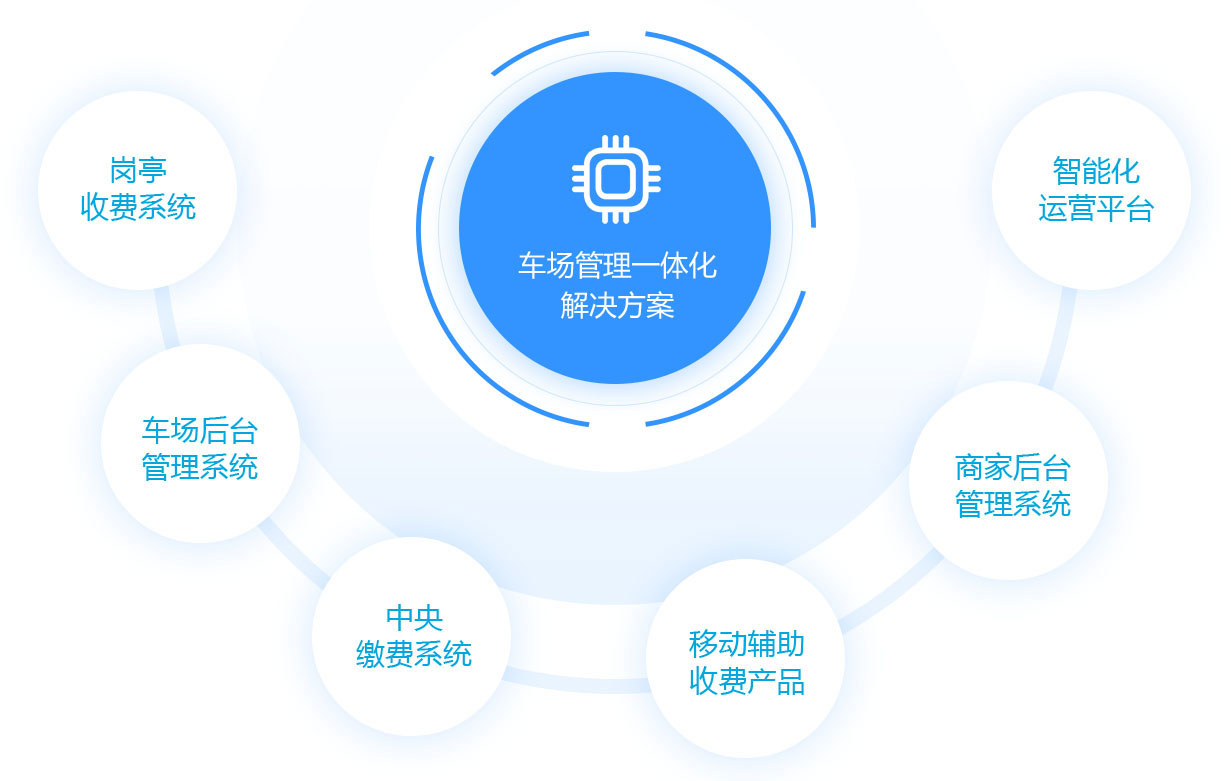 车场管理一体化
解决方案
岗亭
收费系统
车场后台
管理系统
中央
缴费系统
移动辅助
收费产品
商家后台
管理系统
智能化
运营平台